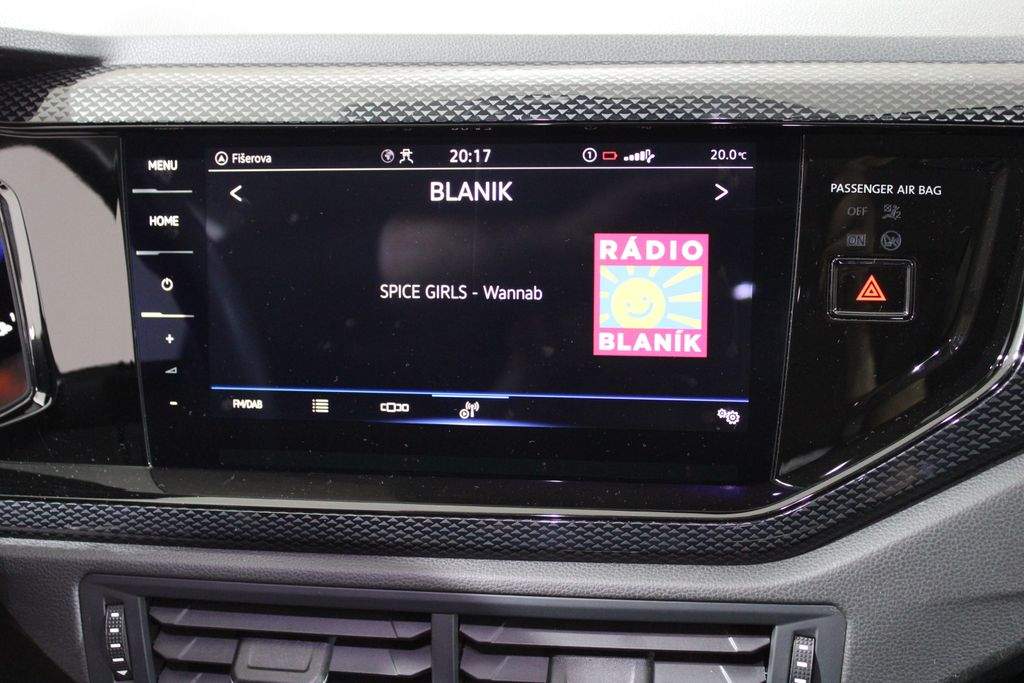 MENU
Fišerova
20:17
1
20.0°C
BLANIK
PASSENGER AIR BAG
OFF
HOME
ON
RÁDIO
SPICE GIRLS - Wannab
BLANÍK
+
-
FM/DAB